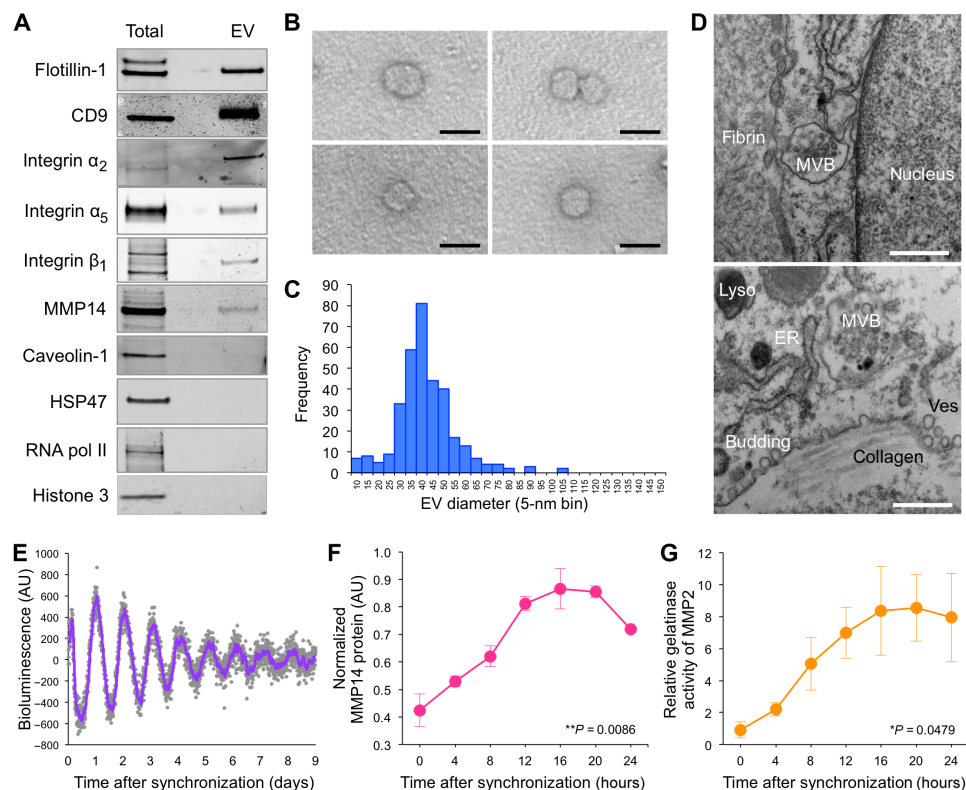 A
Total EV
Flotillin-1
CD9
Integrin α2
Integrin α5
Integrin β1
MMP14
Caveolin-1
HSP47
RNA pol II
Histone 3
B
C
90
80
70
60
50
40
30
20
10
0
Frequency
10 15 20 25 30 35 40 45 50 55 60 65 70 75 80 85 90 95 100 105 110 115 120 125 130 135 140 145 150
EV diameter (5-nm bin)
D
Fibrin
MVB
Nucleus
Lyso
MVB
ER
Ves
Budding
Collagen
E
1000
800
600
400
200
0
−200
−400
−600
−800
Bioluminescence (AU)
0 1 2 3 4 5 6 7 8 9
Time after synchronization (days)
F
1.0
0.9
0.8
0.7
0.6
0.5
0.4
0.3
Normalized
MMP14 protein (AU)
**P = 0.0086
0 4 8 12 16 20 24
Time after synchronization (hours)
G
12
10
8
6
4
2
0
Relative gelatinase
activity of MMP2
*P = 0.0479
0 4 8 12 16 20 24
Time after synchronization (hours)